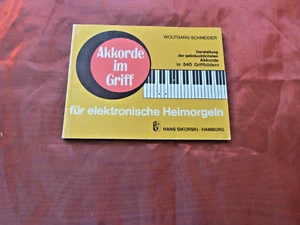 WOLFGANG SCHNEIDER
Akkorde
im
Griff
Darstellung
der gebräuchlichsten
Akkorde
in 840 Griffbildern
für elektronische Heimorgeln
HANS SIKORSKI · HAMBURG